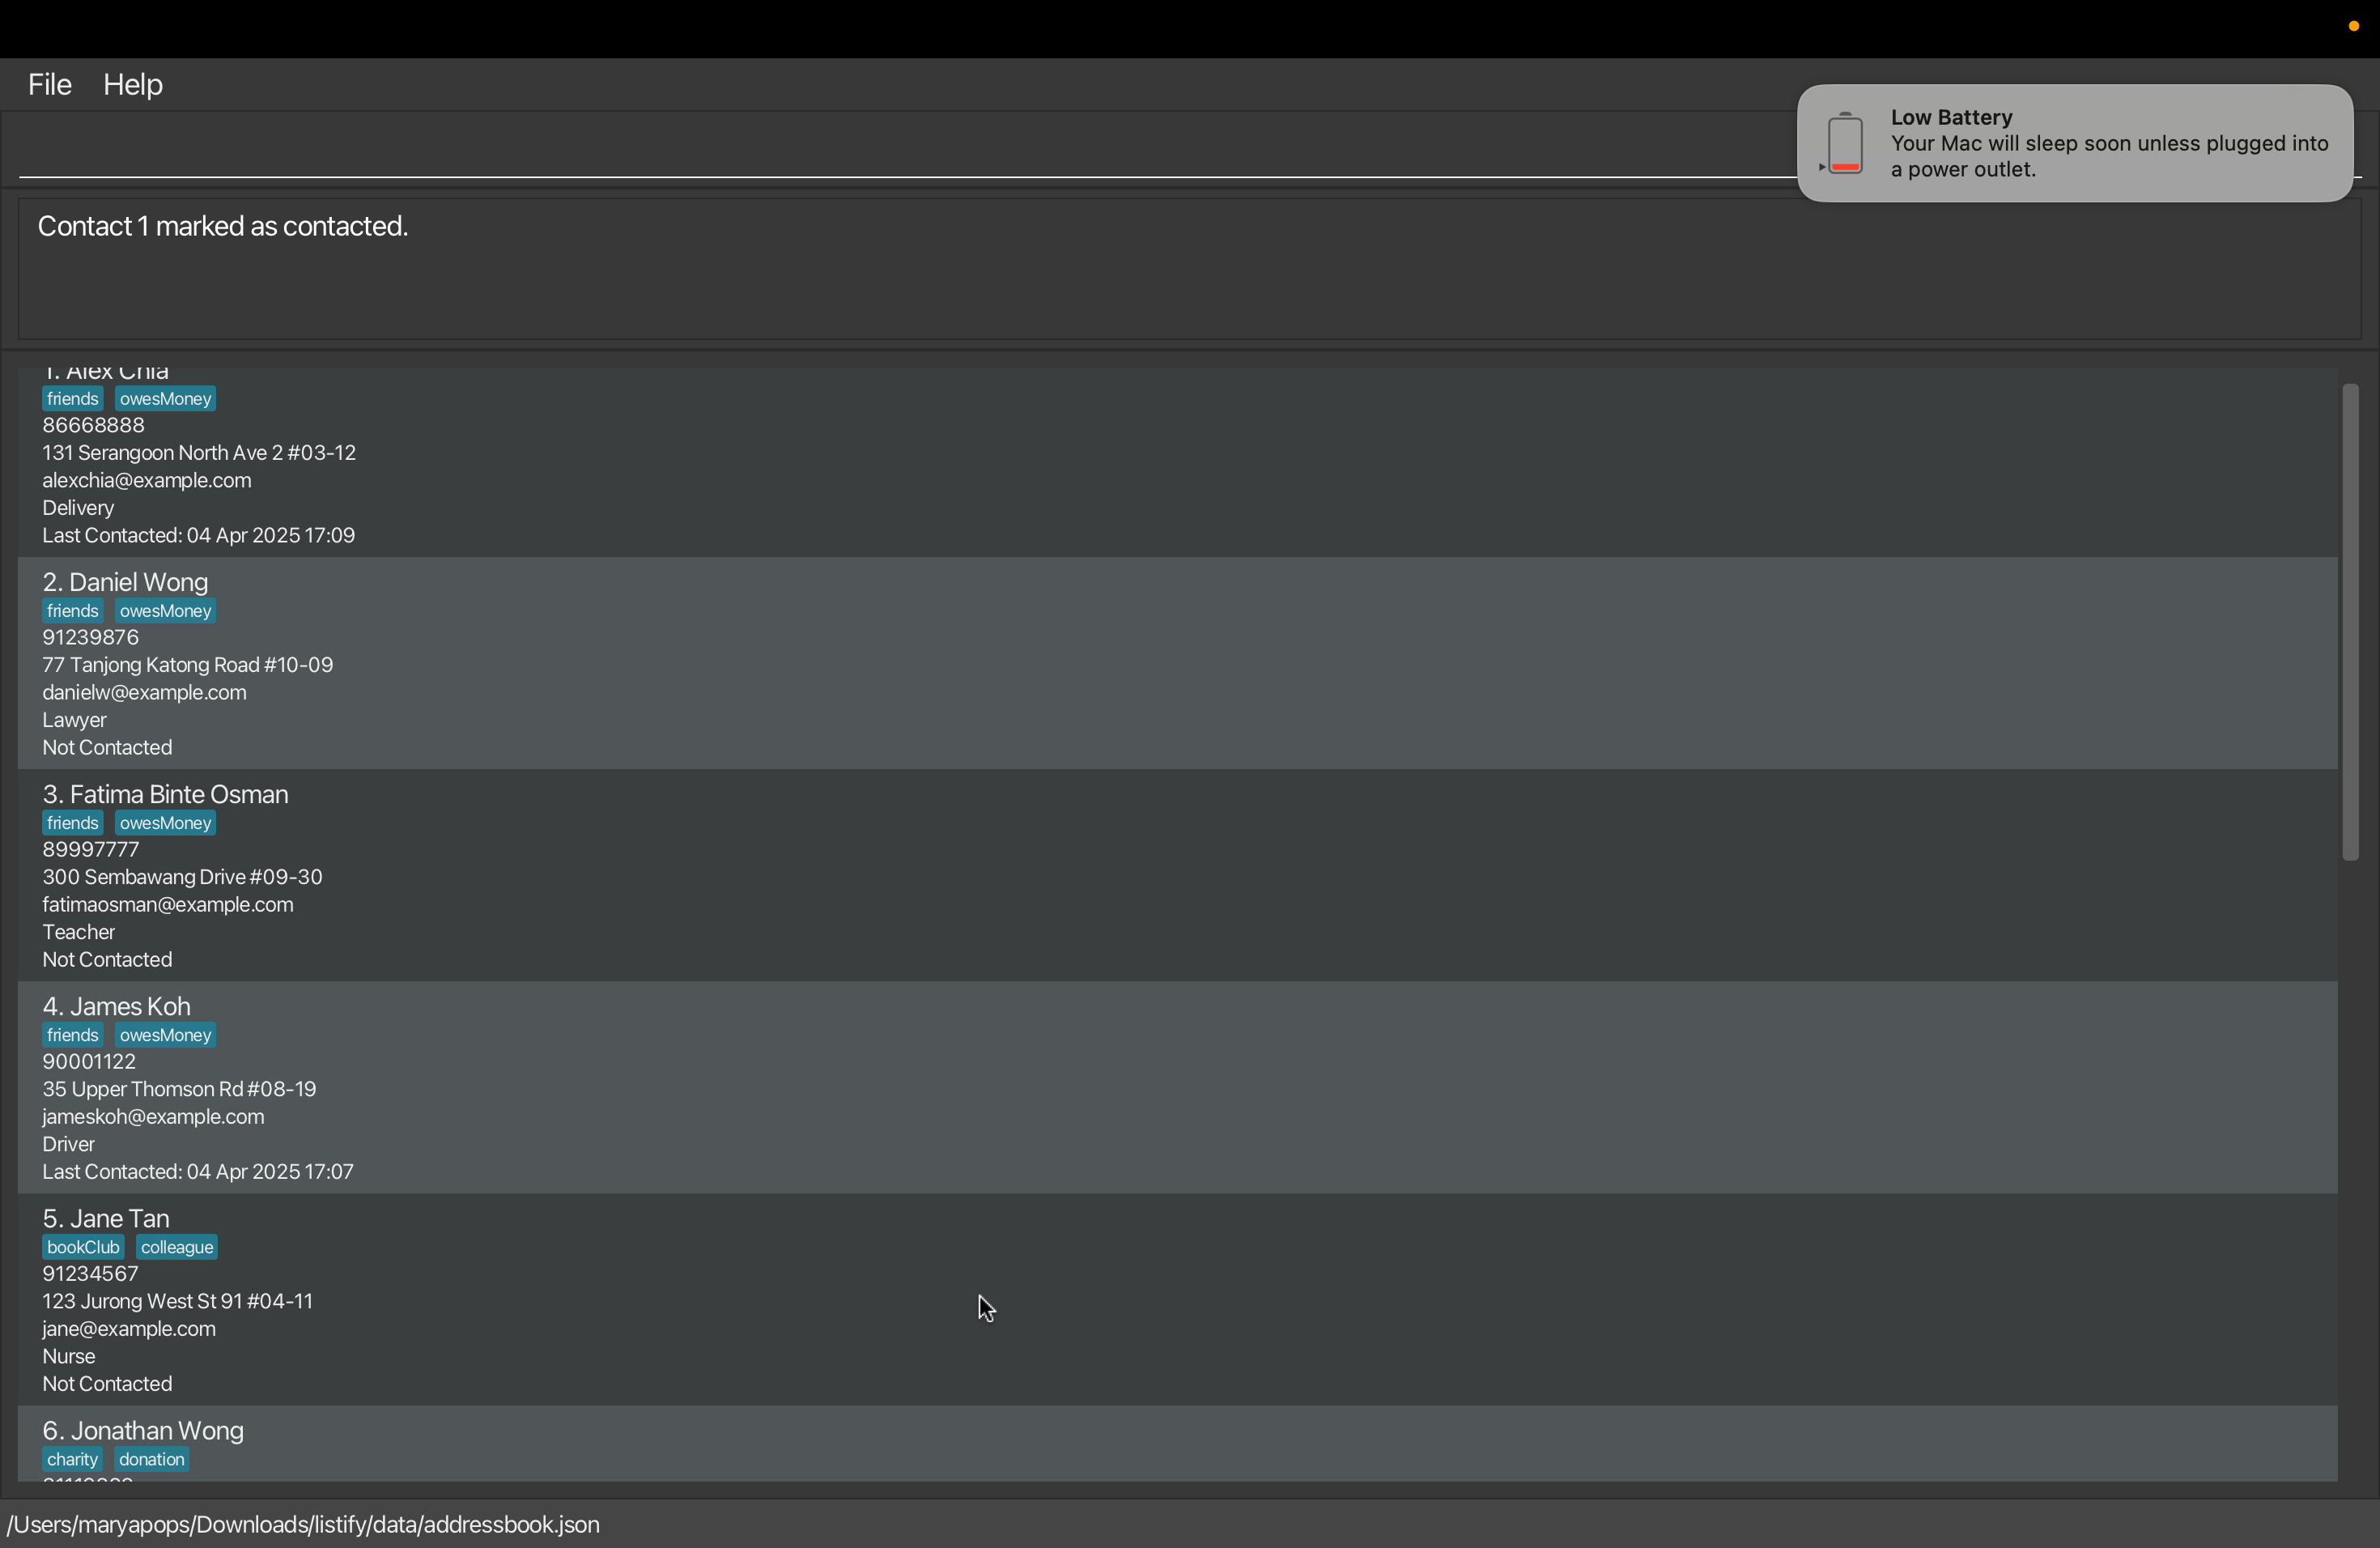 File Help
Low Battery
Your Mac will sleep soon unless plugged into
a power outlet.
Contact 1 marked as contacted.
1. Alex Chia
friends owesMoney
86668888
131 Serangoon North Ave 2 #03-12
alexchia@example.com
Delivery
Last Contacted: 04 Apr 2025 17:09
2. Daniel Wong
friends owesMoney
91239876
77 Tanjong Katong Road #10-09
danielw@example.com
Lawyer
Not Contacted
3. Fatima Binte Osman
friends owesMoney
89997777
300 Sembawang Drive #09-30
fatimaosman@example.com
Teacher
Not Contacted
4. James Koh
friends owesMoney
90001122
35 Upper Thomson Rd #08-19
jameskoh@example.com
Driver
Last Contacted: 04 Apr 2025 17:07
5. Jane Tan
bookClub colleague
91234567
123 Jurong West St 91 #04-11
jane@example.com
Nurse
Not Contacted
6. Jonathan Wong
charity donation
/Users/maryapops/Downloads/listify/data/addressbook.json